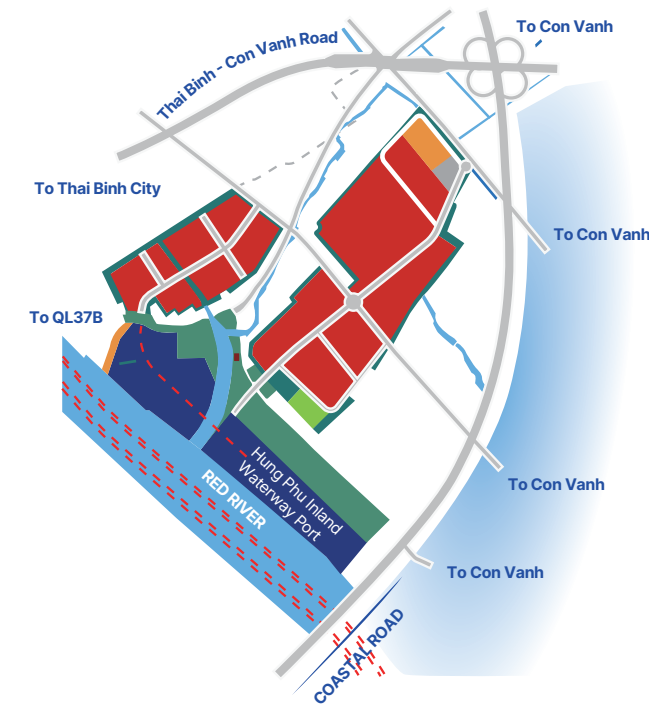 To Con Vanh
Thai Binh - Con Vanh Road
To Thai Binh City
To Con Vanh
To QL37B
Hung Phu Inland
Waterway Port
RED RIVER
To Con Vanh
To Con Vanh
COASTAL ROAD